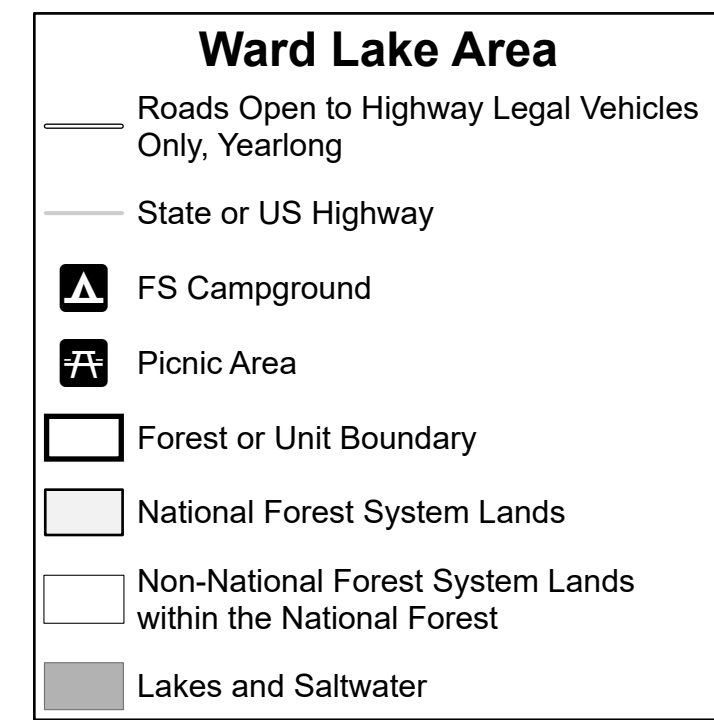 Ward Lake Area
Roads Open to Highway Legal Vehicles
Only, Yearlong
State or US Highway
FS Campground
Picnic Area
Forest or Unit Boundary
National Forest System Lands
Non-National Forest System Lands
within the National Forest
Lakes and Saltwater